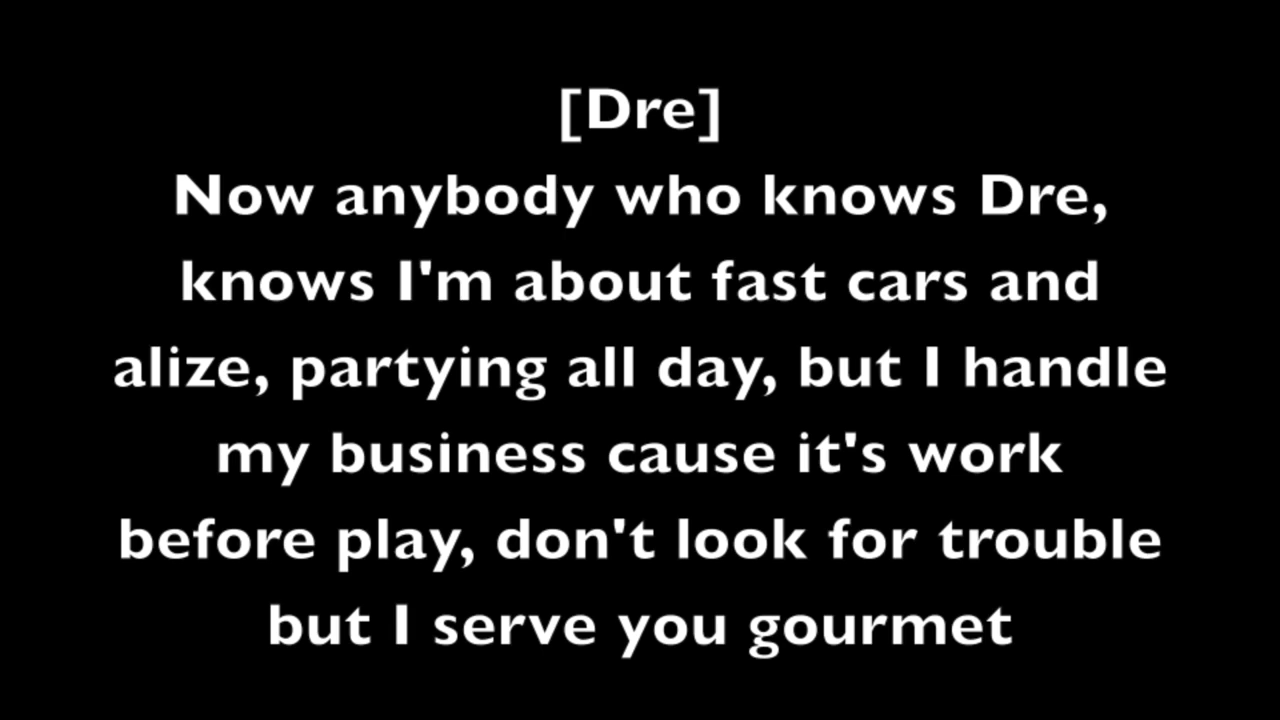 [Dre]
Now anybody who knows Dre,
knows I'm about fast cars and
alize, partying all day, but I handle
my business cause it's work
before play, don't look for trouble
but I serve you gourmet